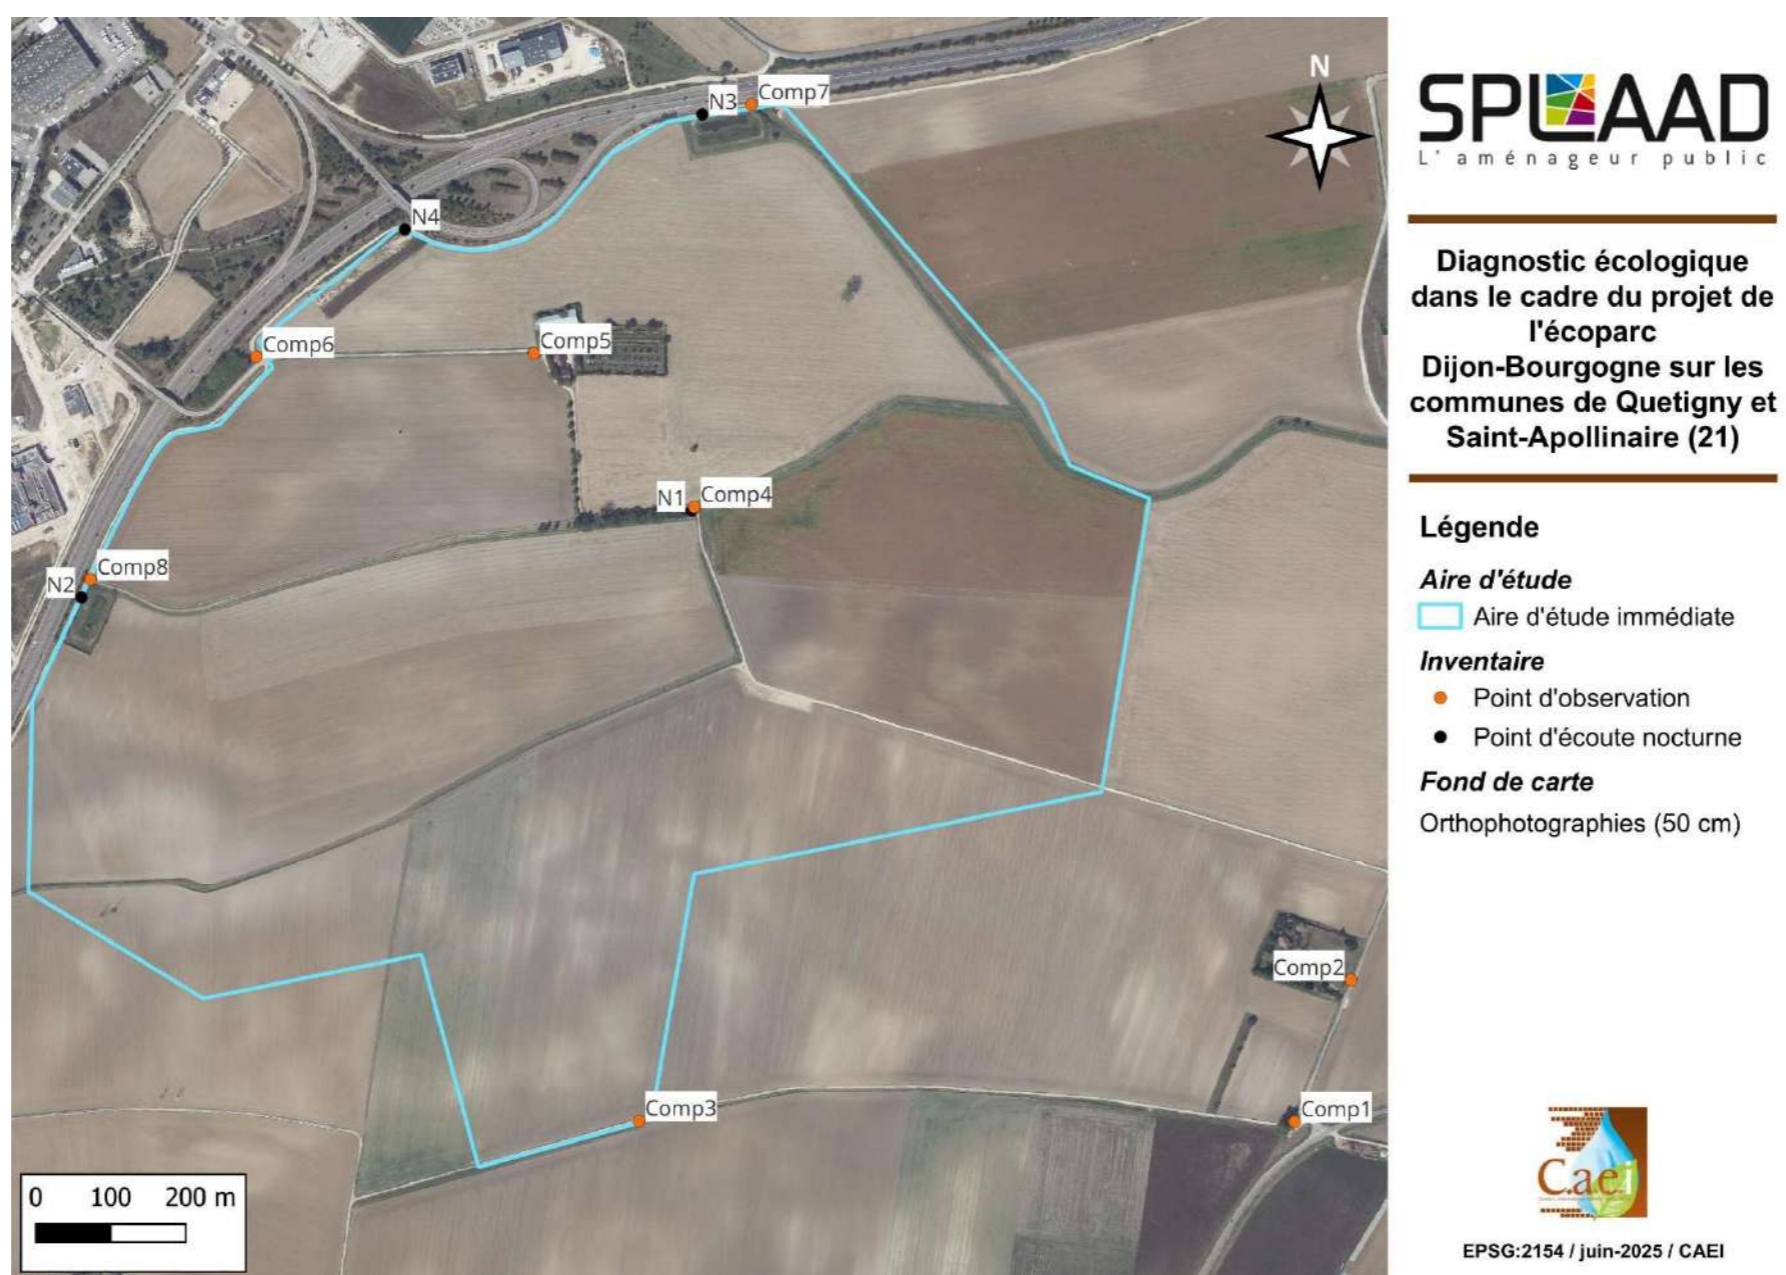 N
N3
Comp7
N4
Comp6
Comp5
N1
Comp4
Comp8
N2
Comp2
Comp3
Comp1
0 100 200 m
SPLAAD
L'aménageur public
Diagnostic écologique
dans le cadre du projet de
l'écoparc
Dijon-Bourgogne sur les
communes de Quetigny et
Saint-Apollinaire (21)
Légende
Aire d'étude
Aire d'étude immédiate
Inventaire
Point d'observation
Point d'écoute nocturne
Fond de carte
Orthophotographies (50 cm)
C.ae.i
EPSG:2154 / juin-2025 / CAEI